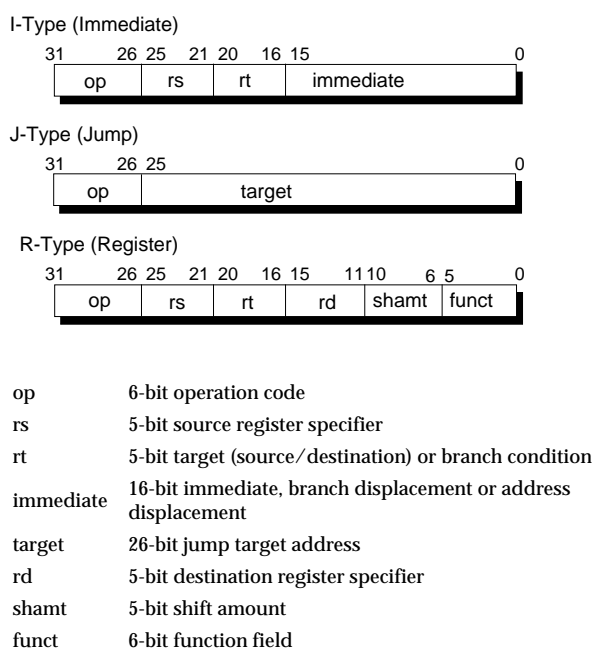 I-Type (Immediate)
31 26 25 21 20 16 15 0
op rs rt immediate
J-Type (Jump)
31 26 25 0
op target
R-Type (Register)
31 26 25 21 20 16 15 11 10 6 5 0
op rs rt rd shamt funct
op 6-bit operation code
rs 5-bit source register specifier
rt 5-bit target (source/destination) or branch condition
immediate 16-bit immediate, branch displacement or address
displacement
target 26-bit jump target address
rd 5-bit destination register specifier
shamt 5-bit shift amount
funct 6-bit function field